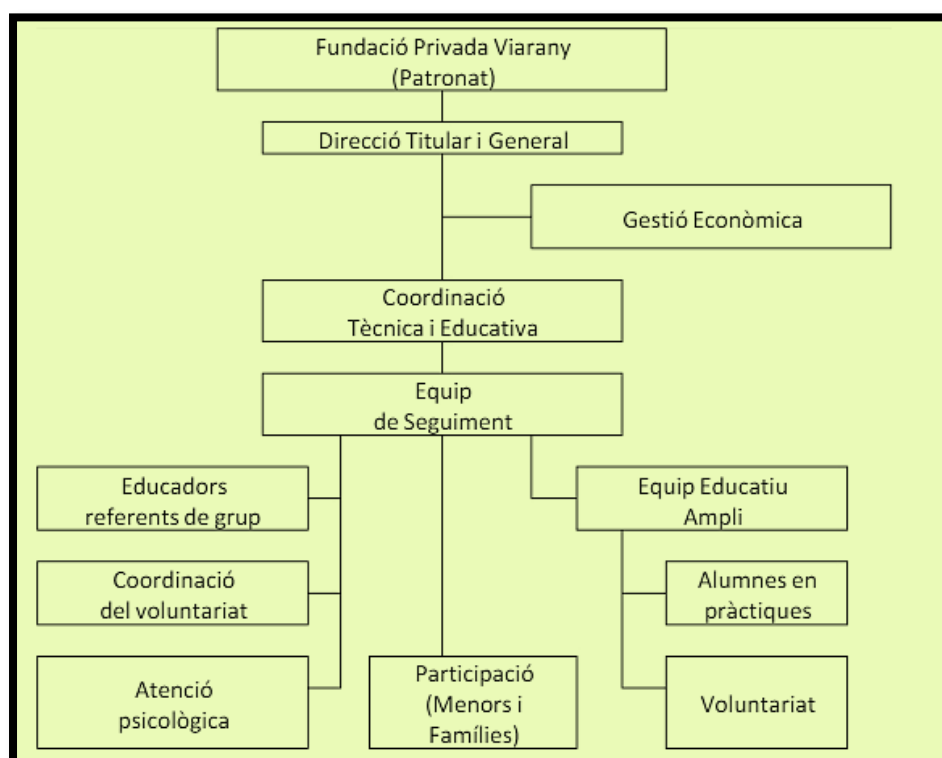 Fundació Privada Viarany
(Patronat)
Direcció Titular i General
Gestió Econòmica
Coordinació
Tècnica i Educativa
Equip
de Seguiment
Educadors
referents de grup
Equip Educatiu
Ampli
Coordinació
del voluntariat
Alumnes en
pràctiques
Atenció
psicològica
Participació
(Menors i
Famílies)
Voluntariat